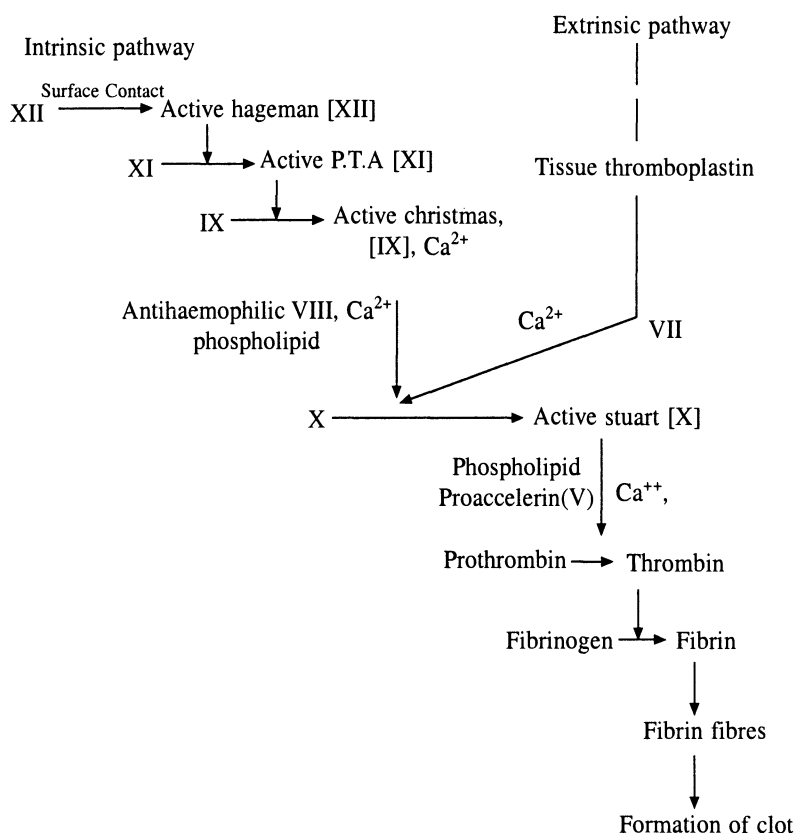 Extrinsic pathway
Intrinsic pathway
Surface Contact
XII
Active hageman [XII]
XI
Active P.T.A [XI]
Tissue thromboplastin
IX
Active christmas,
[IX], Ca²⁺
Antihaemophilic VIII, Ca²⁺
phospholipid
Ca²⁺
VII
X
Active stuart [X]
Phospholipid
Proaccelerin(V)
Ca⁺⁺,
Prothrombin
Thrombin
Fibrinogen
Fibrin
Fibrin fibres
Formation of clot